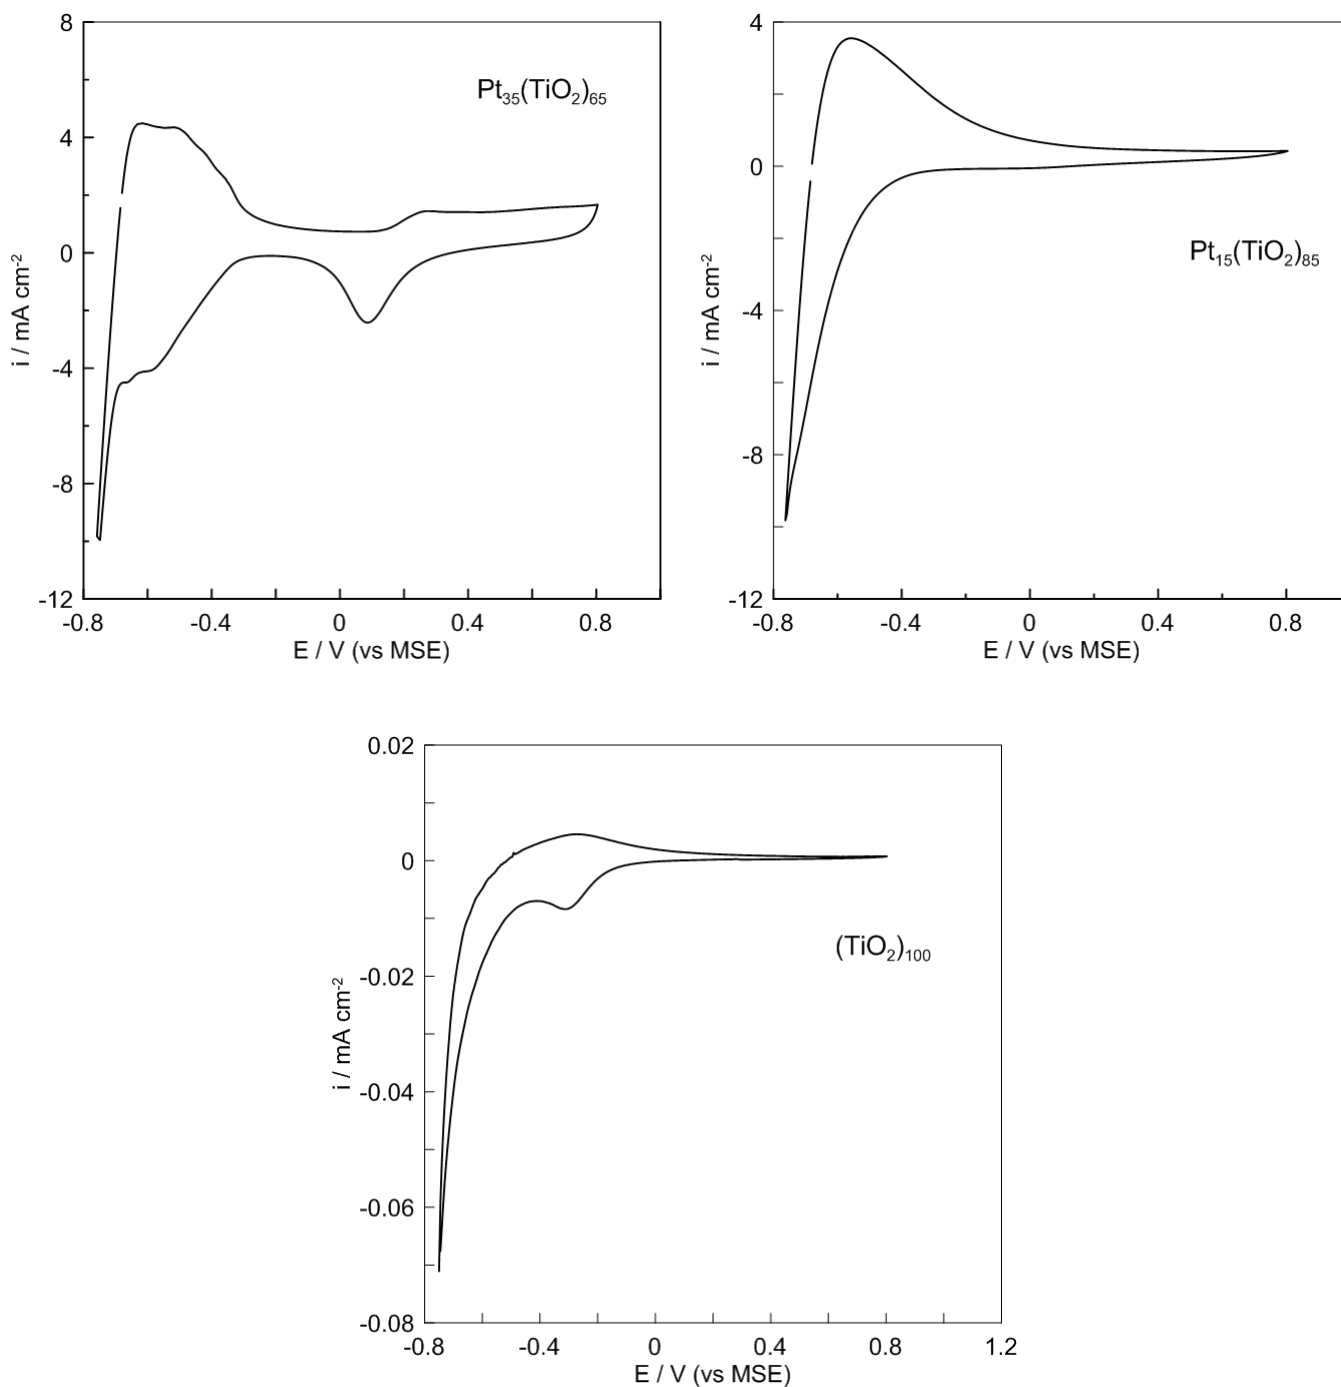 8
4
0
-4
-8
-12
-0.8 -0.4 0 0.4 0.8
E / V (vs MSE)
i / mA cm-2
Pt35(TiO2)65
4
0
-4
-8
-12
-0.8 -0.4 0 0.4 0.8
E / V (vs MSE)
i / mA cm-2
Pt15(TiO2)85
0.02
0
-0.02
-0.04
-0.06
-0.08
-0.8 -0.4 0 0.4 0.8 1.2
E / V (vs MSE)
i / mA cm-2
(TiO2)100